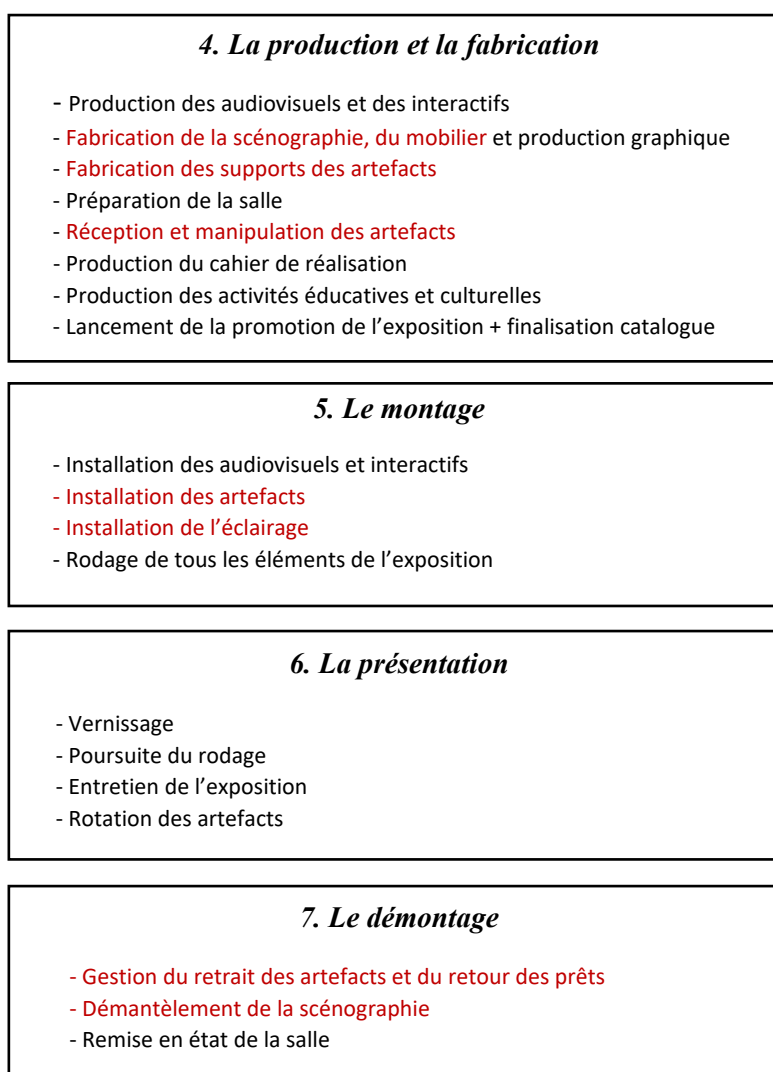 4. La production et la fabrication
- Production des audiovisuels et des interactifs
- Fabrication de la scénographie, du mobilier et production graphique
- Fabrication des supports des artefacts
- Préparation de la salle
- Réception et manipulation des artefacts
- Production du cahier de réalisation
- Production des activités éducatives et culturelles
- Lancement de la promotion de l’exposition + finalisation catalogue
5. Le montage
- Installation des audiovisuels et interactifs
- Installation des artefacts
- Installation de l’éclairage
- Rodage de tous les éléments de l’exposition
6. La présentation
- Vernissage
- Poursuite du rodage
- Entretien de l’exposition
- Rotation des artefacts
7. Le démontage
- Gestion du retrait des artefacts et du retour des prêts
- Démantèlement de la scénographie
- Remise en état de la salle